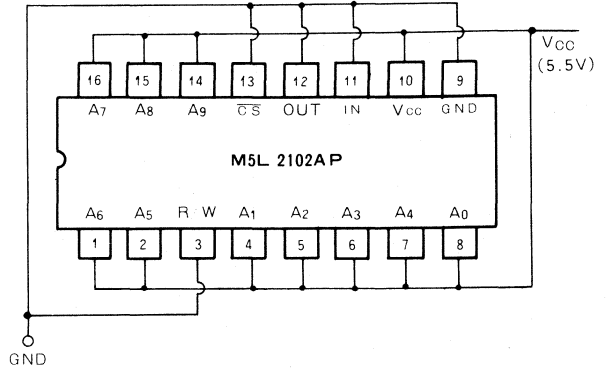 VCC
(5.5V)
16 15 14 13 12 11 10 9
A7 A8 A9 C̅S̅ OUT IN VCC GND
M5L 2102AP
A6 A5 R W A1 A2 A3 A4 A0
1 2 3 4 5 6 7 8
GND